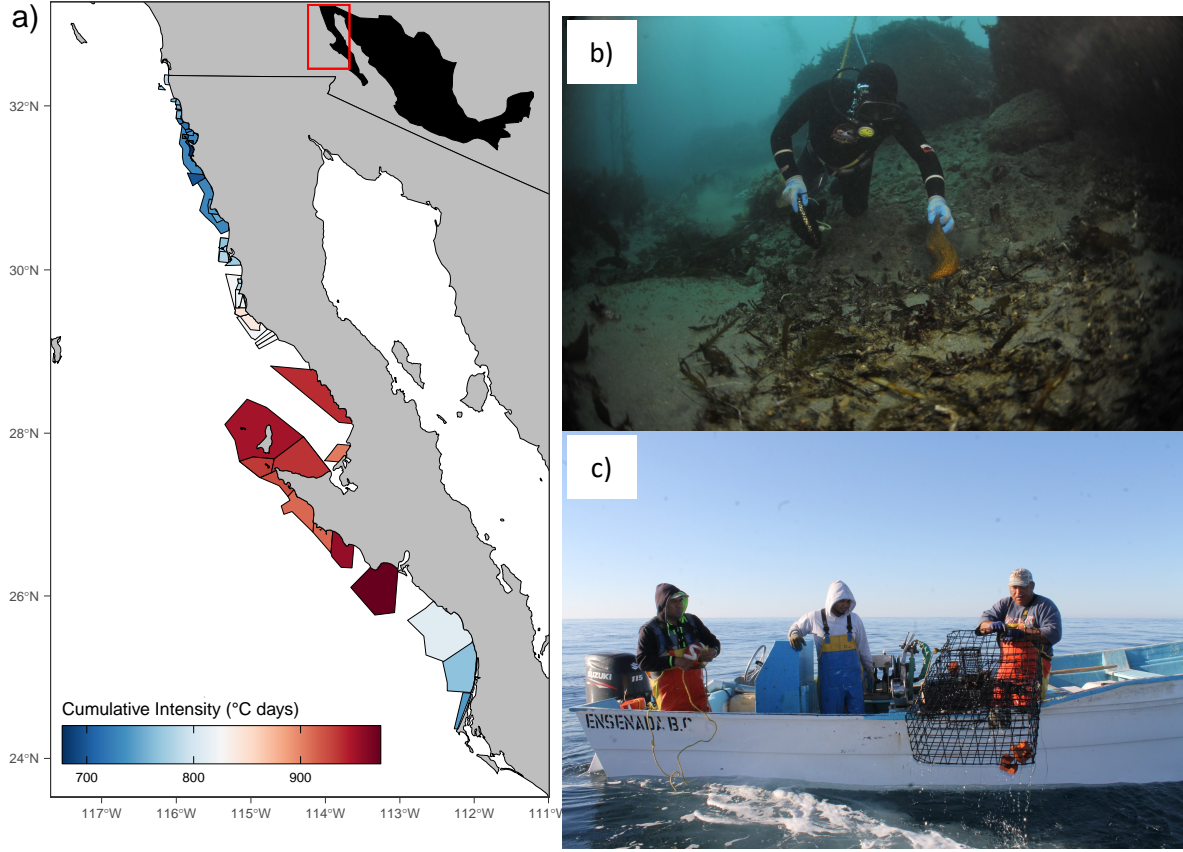 a)
32°N
30°N
28°N
26°N
24°N
Cumulative Intensity (°C days)
700
800
900
117°W
116°W
115°W
114°W
113°W
112°W
111°W
b)
c)
SUZUKI
115
ENSENADA B.C